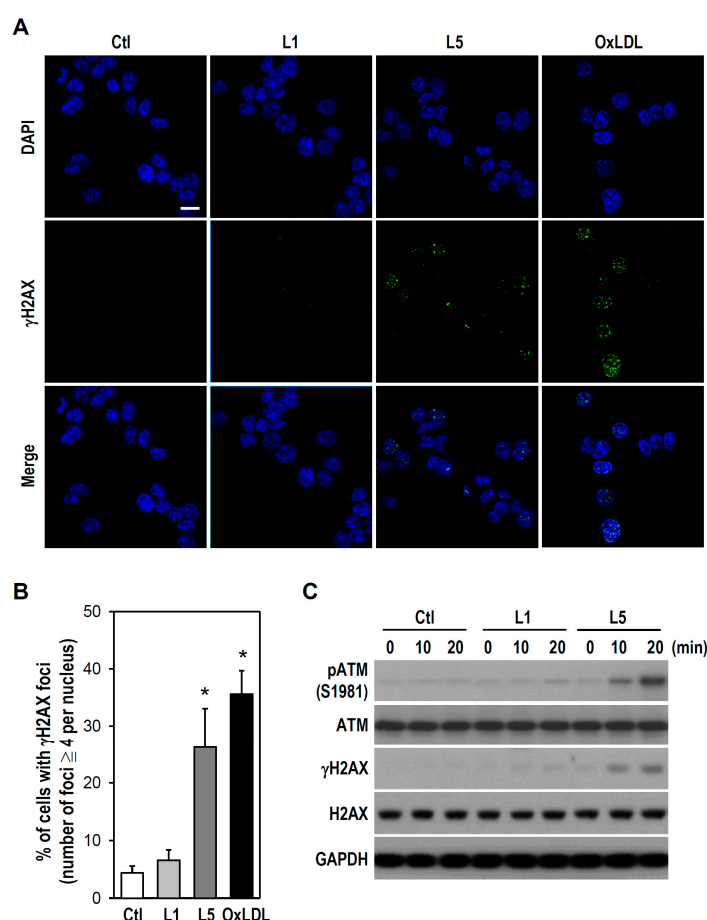 A
Ctl L1 L5 OxLDL
DAPI
γH2AX
Merge
B
% of cells with γH2AX foci
(number of foci ≧ 4 per nucleus)
50
40
30
20
10
0
* *
Ctl L1 L5 OxLDL
C
Ctl L1 L5
0 10 20 0 10 20 0 10 20 (min)
pATM
(S1981)
ATM
γH2AX
H2AX
GAPDH